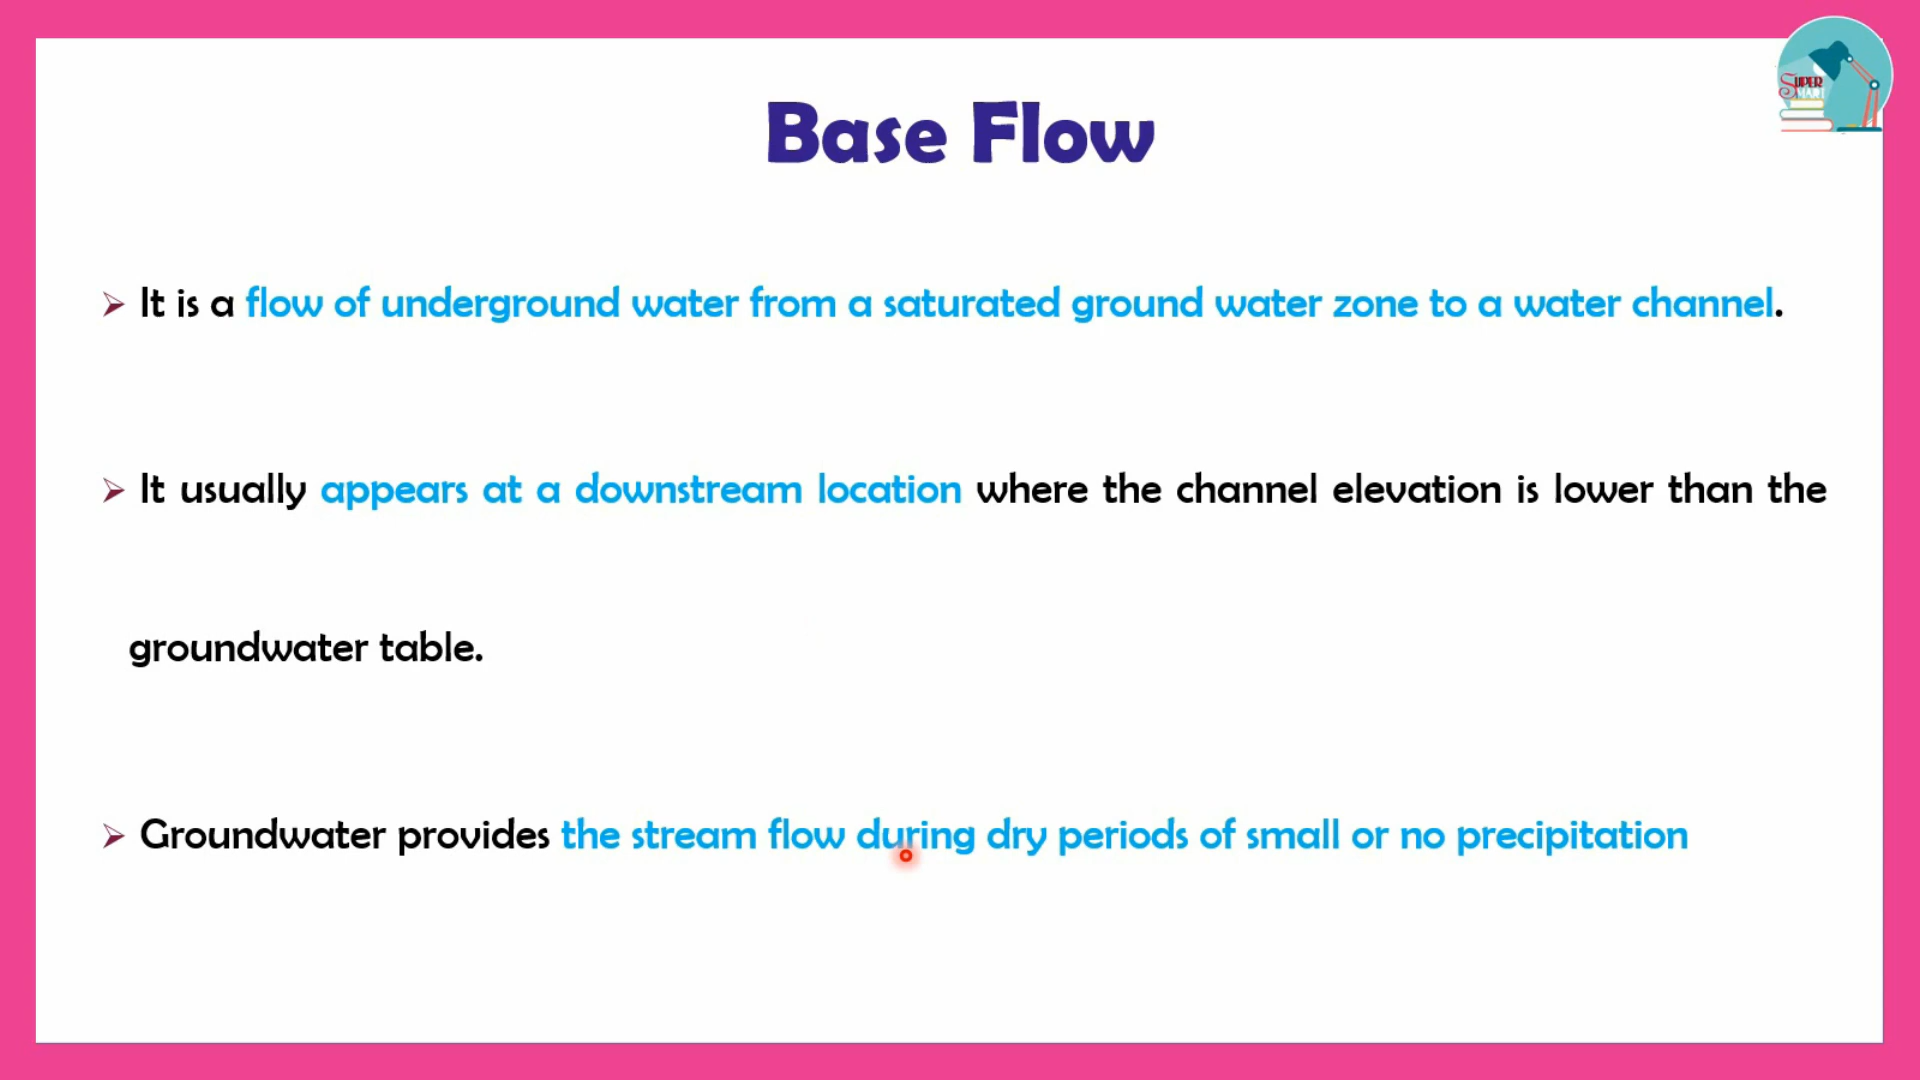 Base Flow
SUPER
➢ It is a flow of underground water from a saturated ground water zone to a water channel.
➢ It usually appears at a downstream location where the channel elevation is lower than the
groundwater table.
➢ Groundwater provides the stream flow during dry periods of small or no precipitation